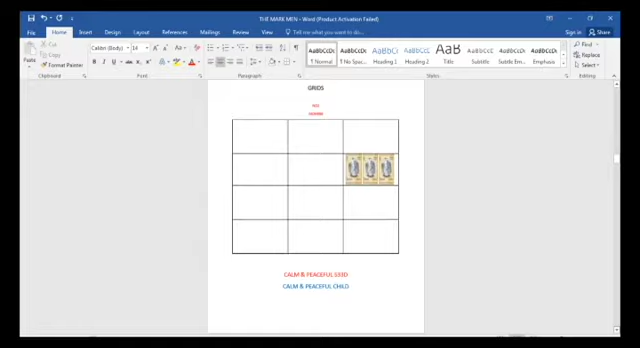 THE MARK MEN - Word (Product Activation Failed)
File Home Insert Design Layout References Mailings Review View Tell me what you want to do... Sign in Share
Cut
Copy
Format Painter
Paste
Calibri (Body) 14
Clipboard Font Paragraph Styles Editing
AaBbCcDc AaBbCcDc AaBbCc AaBbCcC AaB AaBbCcC AaBbCcDc AaBbCcDc
¶ Normal ¶ No Spac... Heading 1 Heading 2 Title Subtitle Subtle Em... Emphasis
Find
Replace
Select
GRIDS
CALM & PEACEFUL SEED
CALM & PEACEFUL CHILD